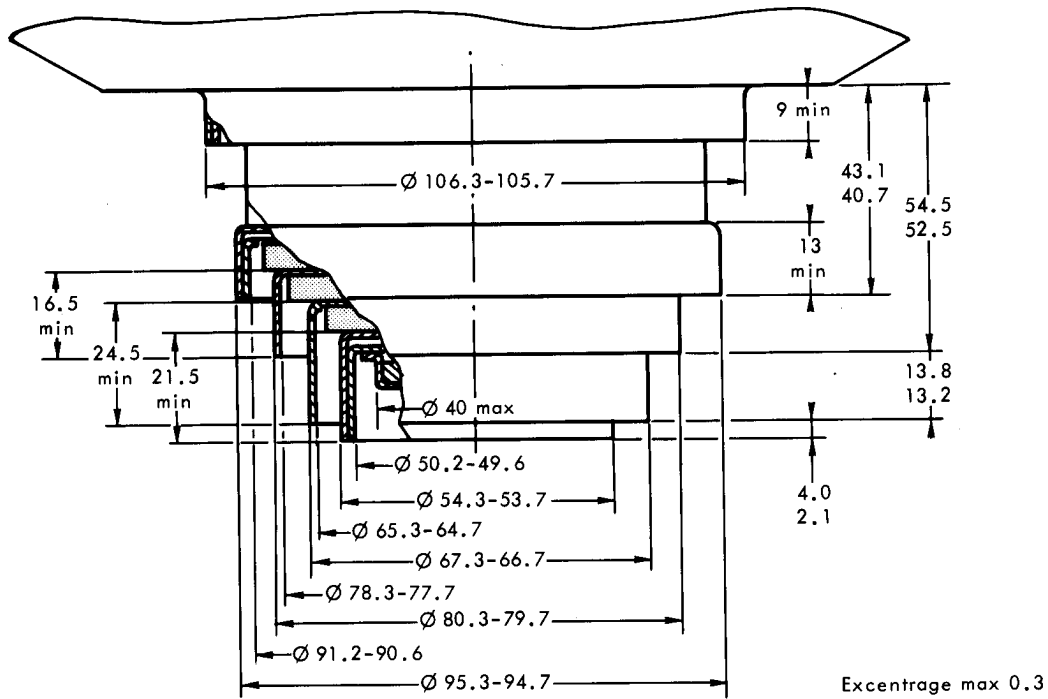 9 min
Ø 106.3-105.7
43.1
40.7
54.5
52.5
13
min
16.5
min
24.5
min
21.5
min
13.8
13.2
Ø 40 max
Ø 50.2-49.6
4.0
2.1
Ø 54.3-53.7
Ø 65.3-64.7
Ø 67.3-66.7
Ø 78.3-77.7
Ø 80.3-79.7
Ø 91.2-90.6
Ø 95.3-94.7
Excentrage max 0.3